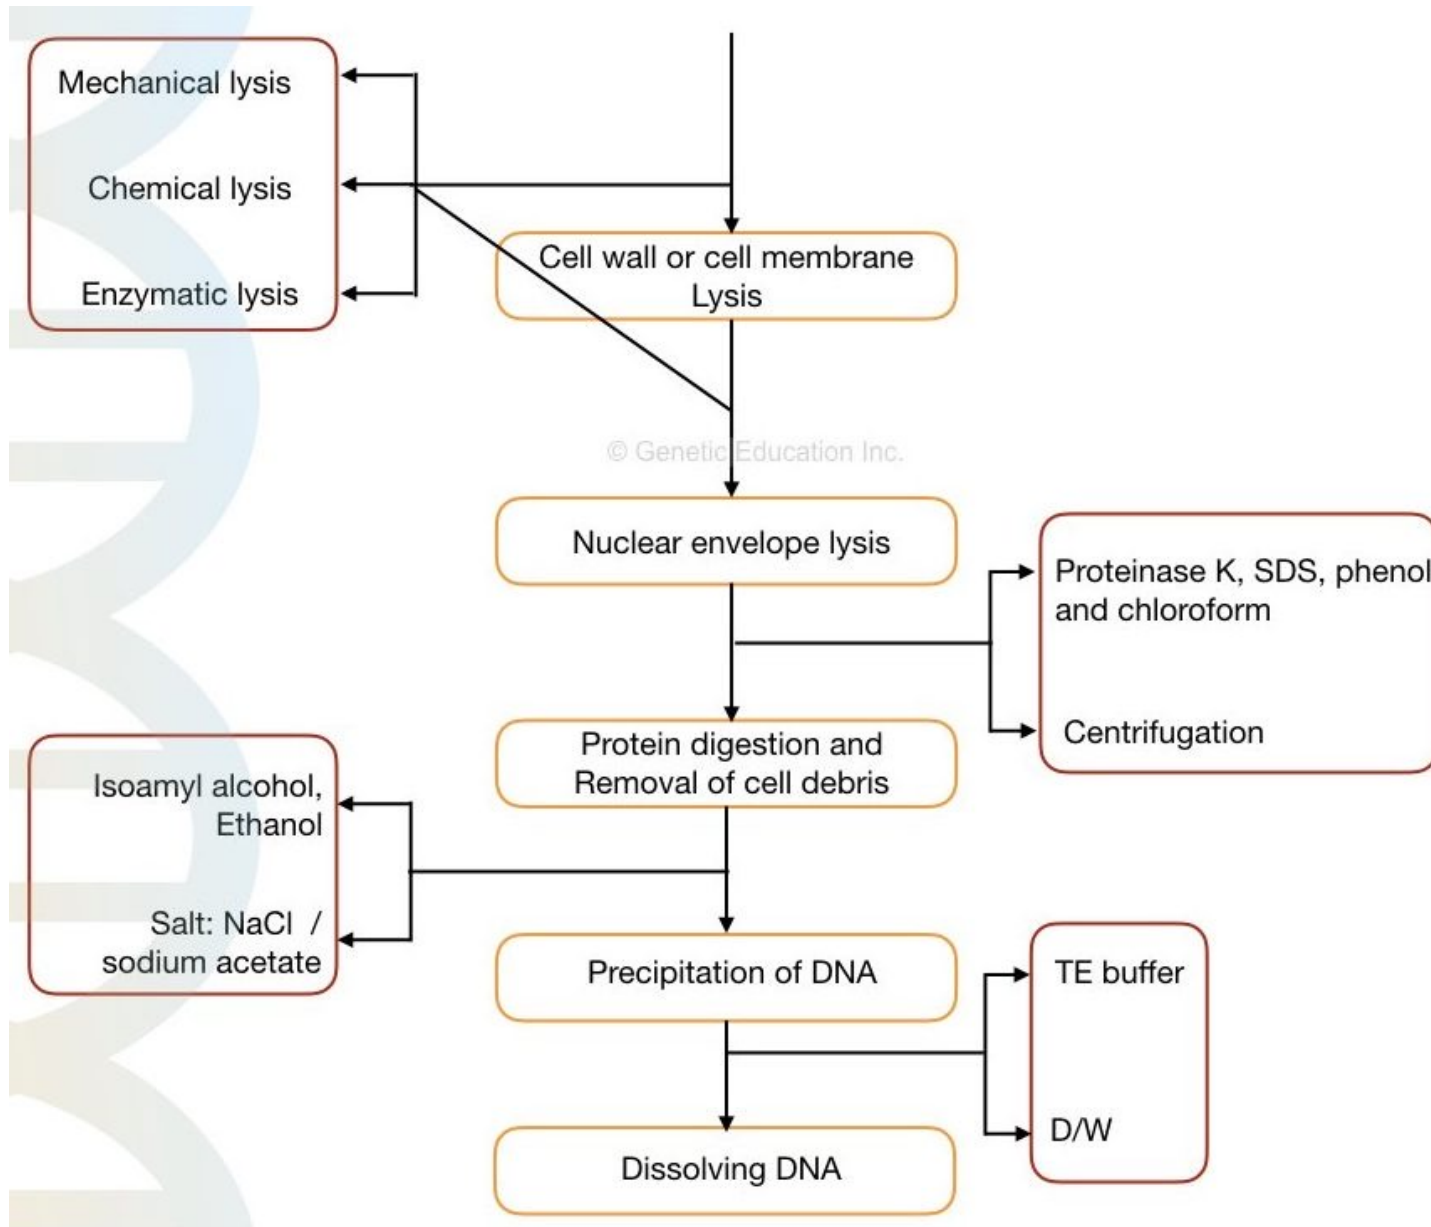 Mechanical lysis
Chemical lysis
Enzymatic lysis
Cell wall or cell membrane
Lysis
© Genetic Education Inc.
Nuclear envelope lysis
Proteinase K, SDS, phenol
and chloroform
Centrifugation
Protein digestion and
Removal of cell debris
Isoamyl alcohol,
Ethanol
Salt: NaCl /
sodium acetate
Precipitation of DNA
TE buffer
D/W
Dissolving DNA